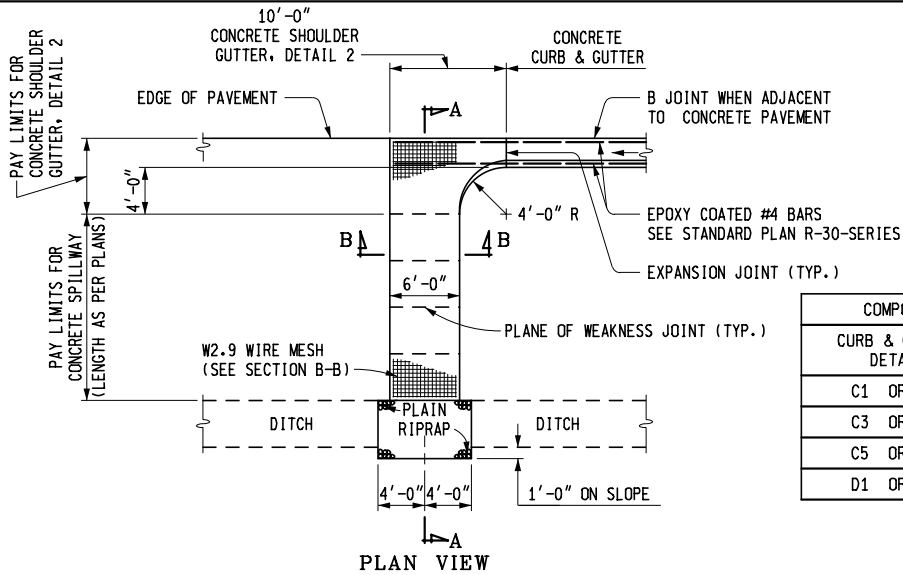 10'-0"
CONCRETE SHOULDER
GUTTER, DETAIL 2
CONCRETE
CURB & GUTTER
PAY LIMITS FOR
CONCRETE SHOULDER
GUTTER, DETAIL 2
EDGE OF PAVEMENT
A
B JOINT WHEN ADJACENT
TO CONCRETE PAVEMENT
4'-0"
4'-0" R
EPOXY COATED #4 BARS
SEE STANDARD PLAN R-30-SERIES
B
B
EXPANSION JOINT (TYP.)
PAY LIMITS FOR
CONCRETE SPILLWAY
(LENGTH AS PER PLANS)
6'-0"
PLANE OF WEAKNESS JOINT (TYP.)
W2.9 WIRE MESH
(SEE SECTION B-B)
DITCH
PLAIN
RIPRAP
DITCH
4'-0"
4'-0"
1'-0" ON SLOPE
A
PLAN VIEW
CURB &
C1 OR
C3 OR
C5 OR
D1 OR